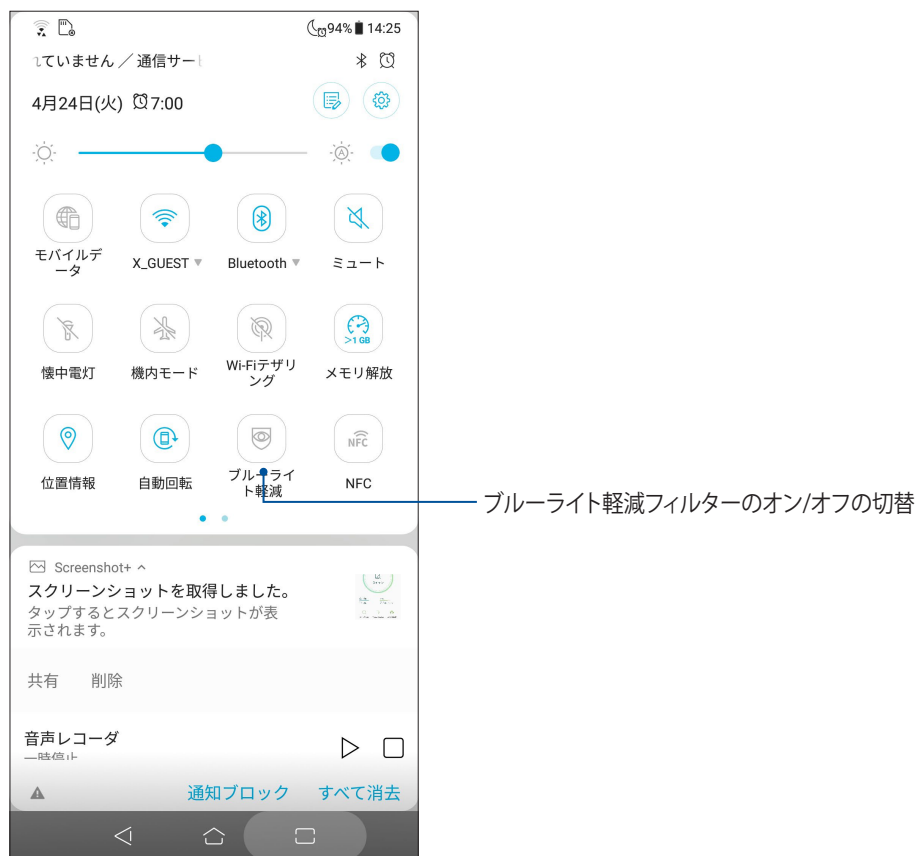 94% 14:25
ていません ／ 通信サー
4月24日(火) 7:00
A
モバイルデ
ータ
X_GUEST
Bluetooth
ミュート
>1 GB
懐中電灯
機内モード
Wi-Fiテザリ
ング
メモリ解放
NFC
位置情報
自動回転
ブルーライ
ト軽減
NFC
ブルーライト軽減フィルターのオン/オフの切替
Screenshot+
スクリーンショットを取得しました。
タップするとスクリーンショットが表
示されます。
共有 削除
音声レコーダ
一時停止
通知ブロック すべて消去